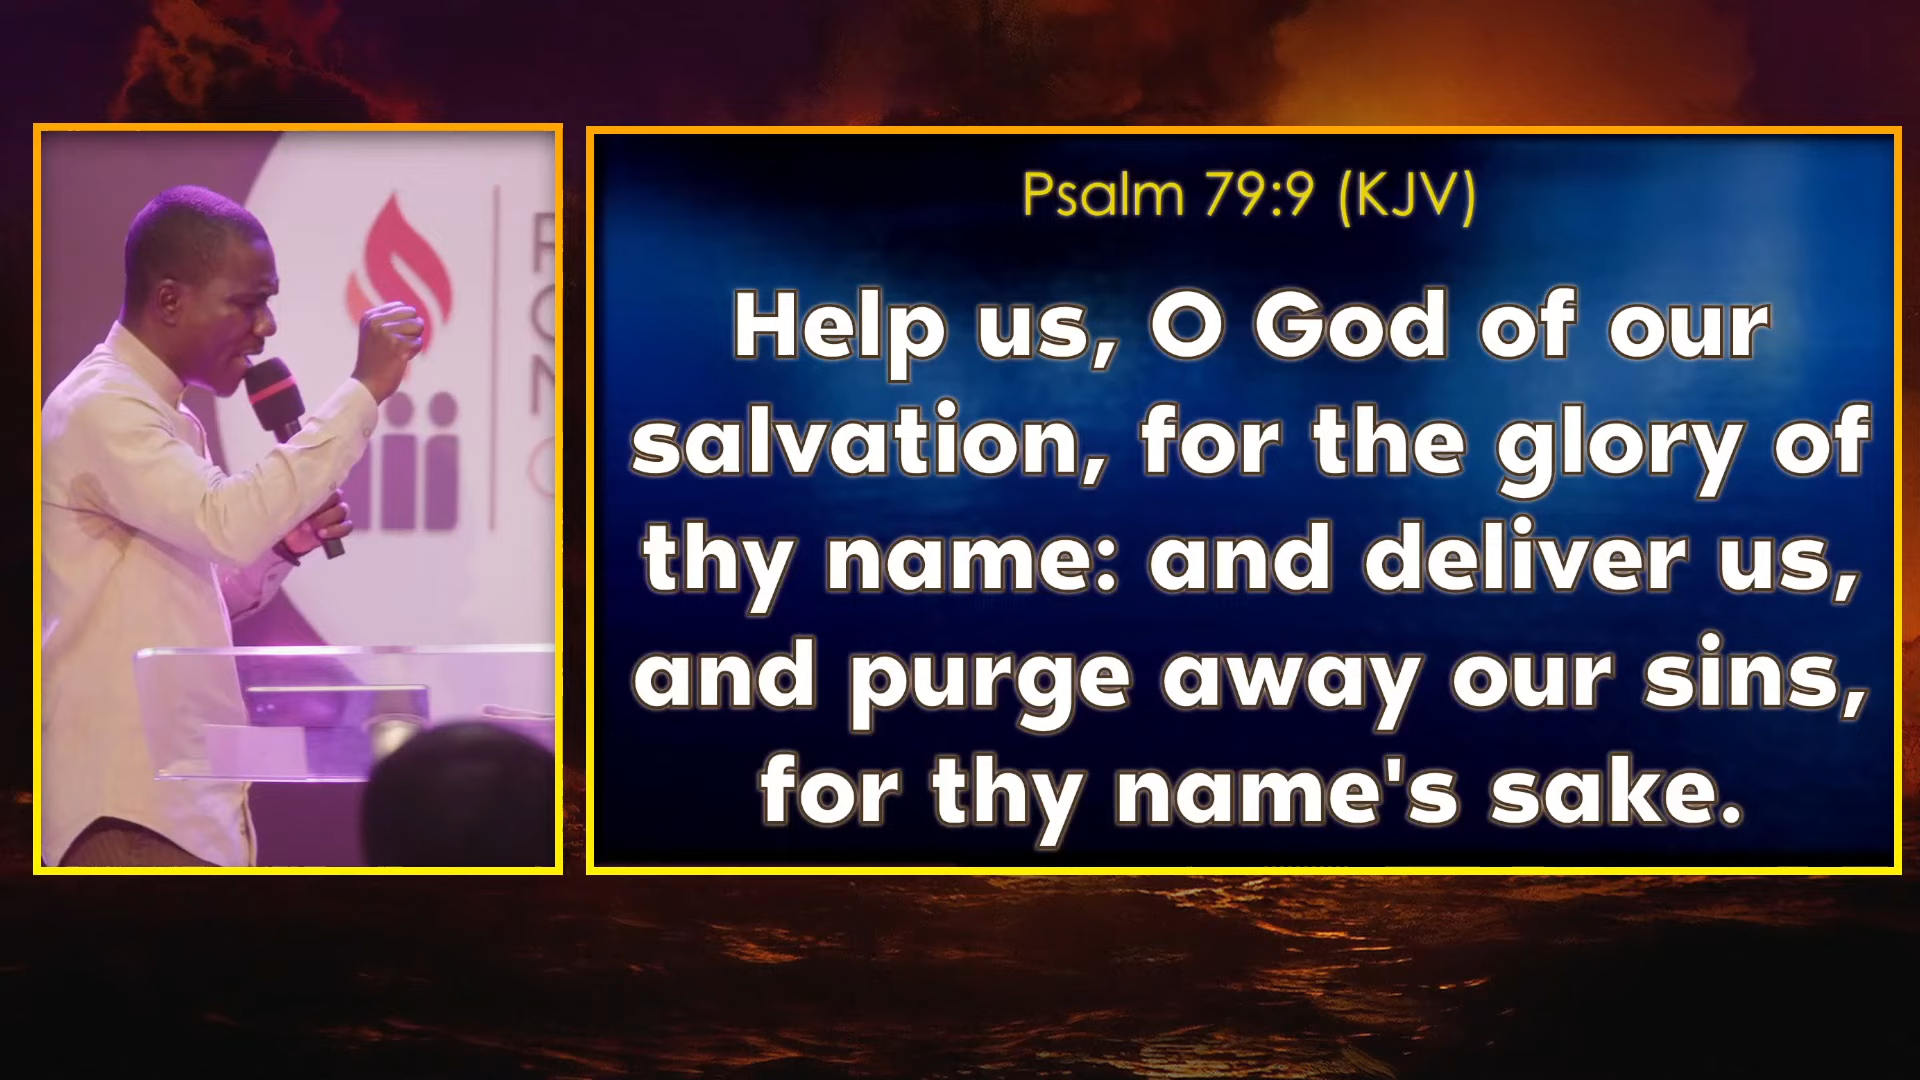 Psalm 79:9 (KJV)
Help us, O God of our
salvation, for the glory of
thy name: and deliver us,
and purge away our sins,
for thy name's sake.